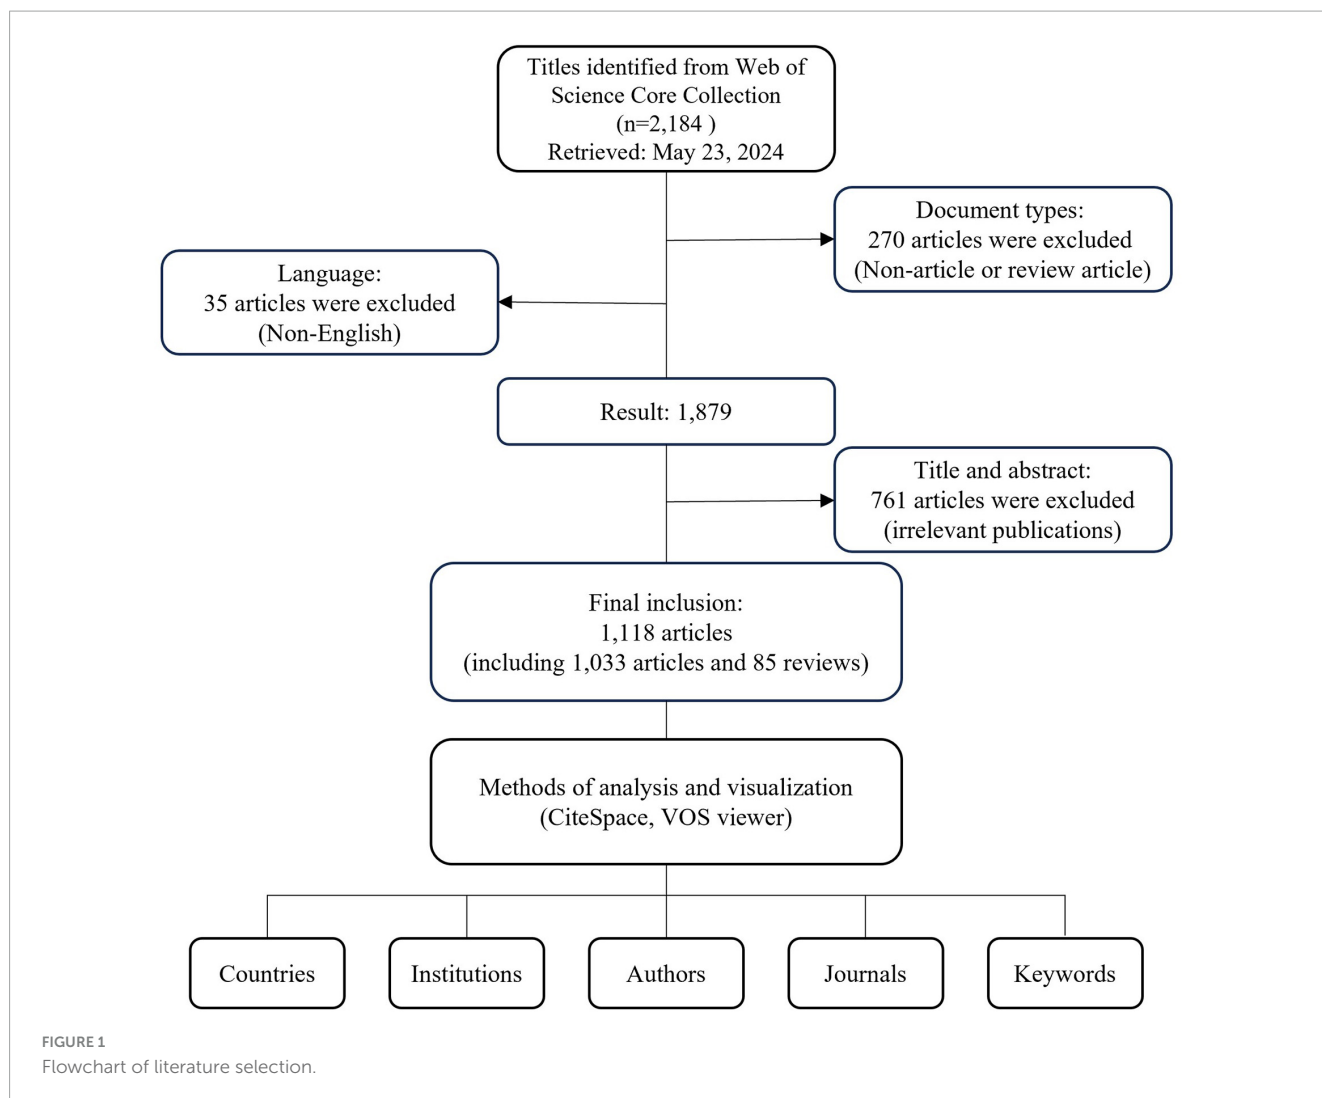 Titles identified from Web of
Science Core Collection
(n=2,184 )
Retrieved: May 23, 2024
Document types:
270 articles were excluded
(Non-article or review article)
Language:
35 articles were excluded
(Non-English)
Result: 1,879
Title and abstract:
761 articles were excluded
(irrelevant publications)
Final inclusion:
1,118 articles
(including 1,033 articles and 85 reviews)
Methods of analysis and visualization
(CiteSpace, VOS viewer)
Countries
Institutions
Authors
Journals
Keywords
FIGURE 1
Flowchart of literature selection.